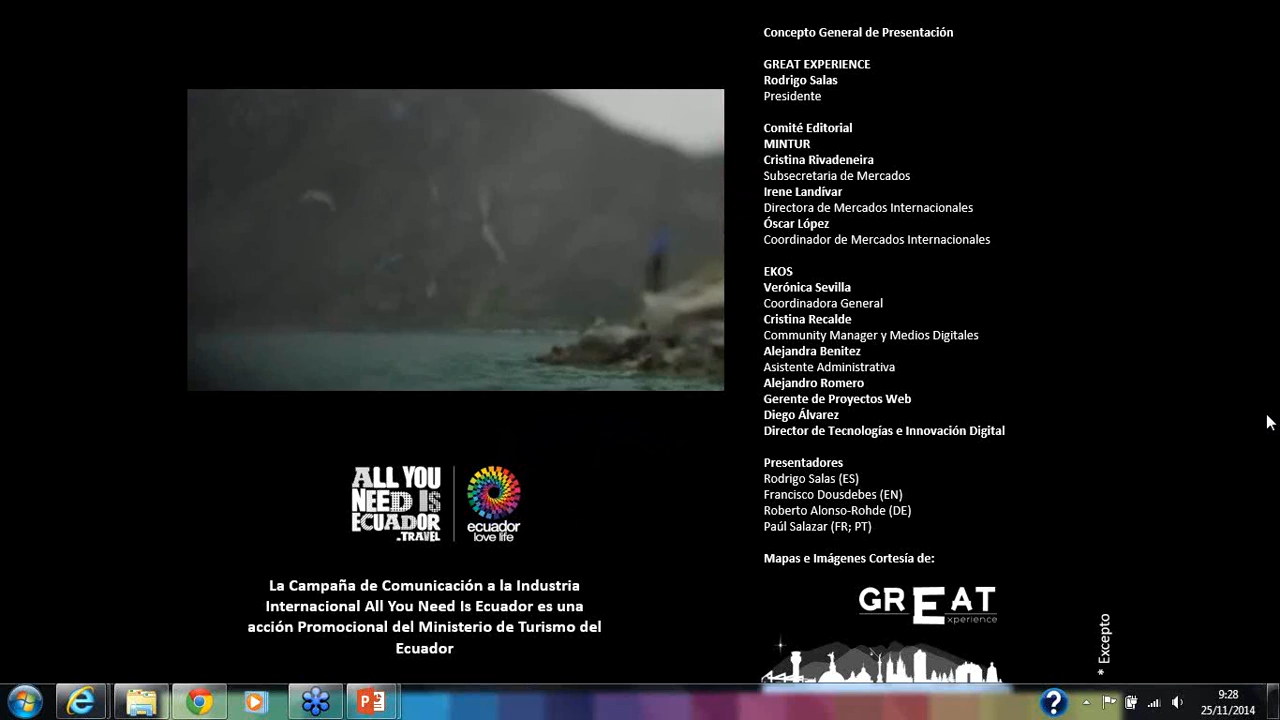 Concepto General de Presentación
GREAT EXPERIENCE
Rodrigo Salas
Presidente
Comité Editorial
MINTUR
Cristina Rivadeneira
Subsecretaria de Mercados
Irene Landívar
Directora de Mercados Internacionales
Óscar López
Coordinador de Mercados Internacionales
EKOS
Verónica Sevilla
Coordinadora General
Cristina Recalde
Community Manager y Medios Digitales
Alejandra Benitez
Asistente Administrativa
Alejandro Romero
Gerente de Proyectos Web
Diego Álvarez
Director de Tecnologías e Innovación Digital
Presentadores
Rodrigo Salas (ES)
Francisco Dousdebes (EN)
Roberto Alonso-Rohde (DE)
Paúl Salazar (FR; PT)
Mapas e Imágenes Cortesía de:
GREAT
xperience
* Excepto
ALL YOU
NEED IS
ECUADOR
.TRAVEL
ecuador
love life
La Campaña de Comunicación a la Industria
Internacional All You Need Is Ecuador es una
acción Promocional del Ministerio de Turismo del
Ecuador
9:28
25/11/2014